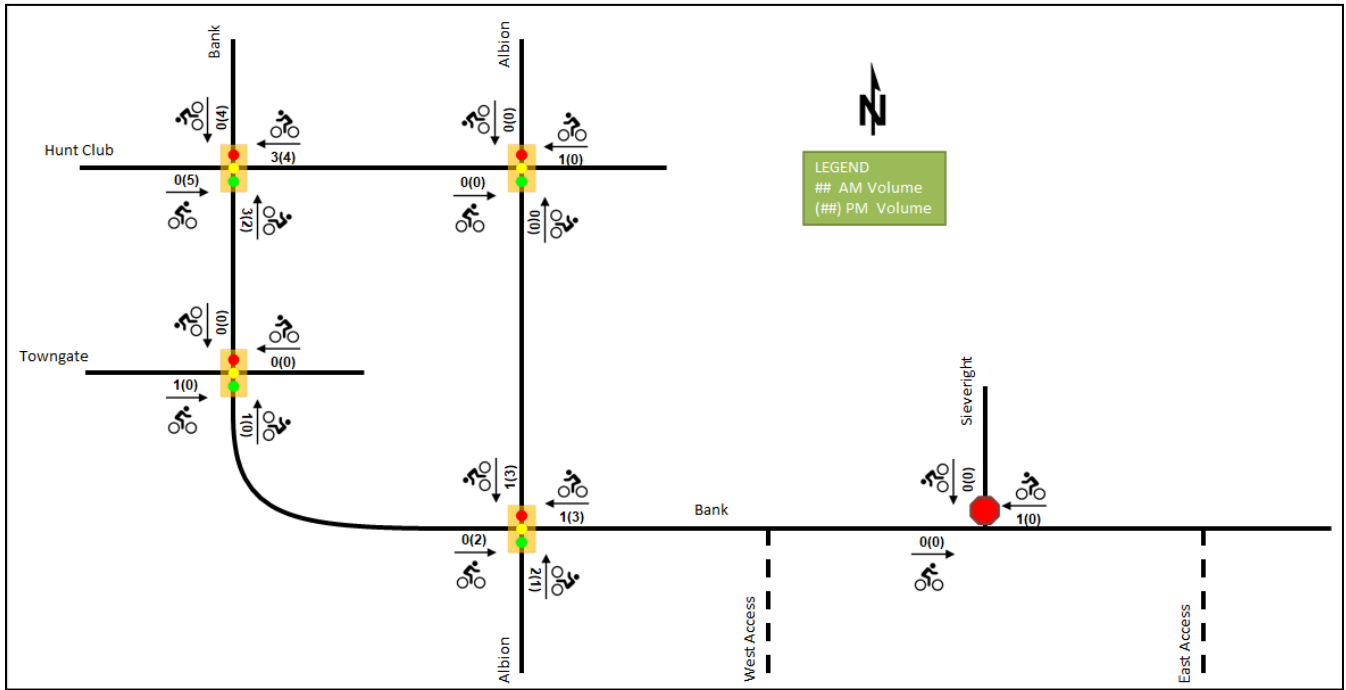 Bank
Albion
N
0(4)
3(4)
0(0)
1(0)
Hunt Club
0(5)
3(2)
0(0)
0(0)
LEGEND
## AM Volume
(##) PM Volume
0(0)
0(0)
Towngate
1(0)
1(0)
Sieveright
1(3)
1(3)
Bank
0(0)
1(0)
0(2)
2(1)
0(0)
Albion
West Access
East Access